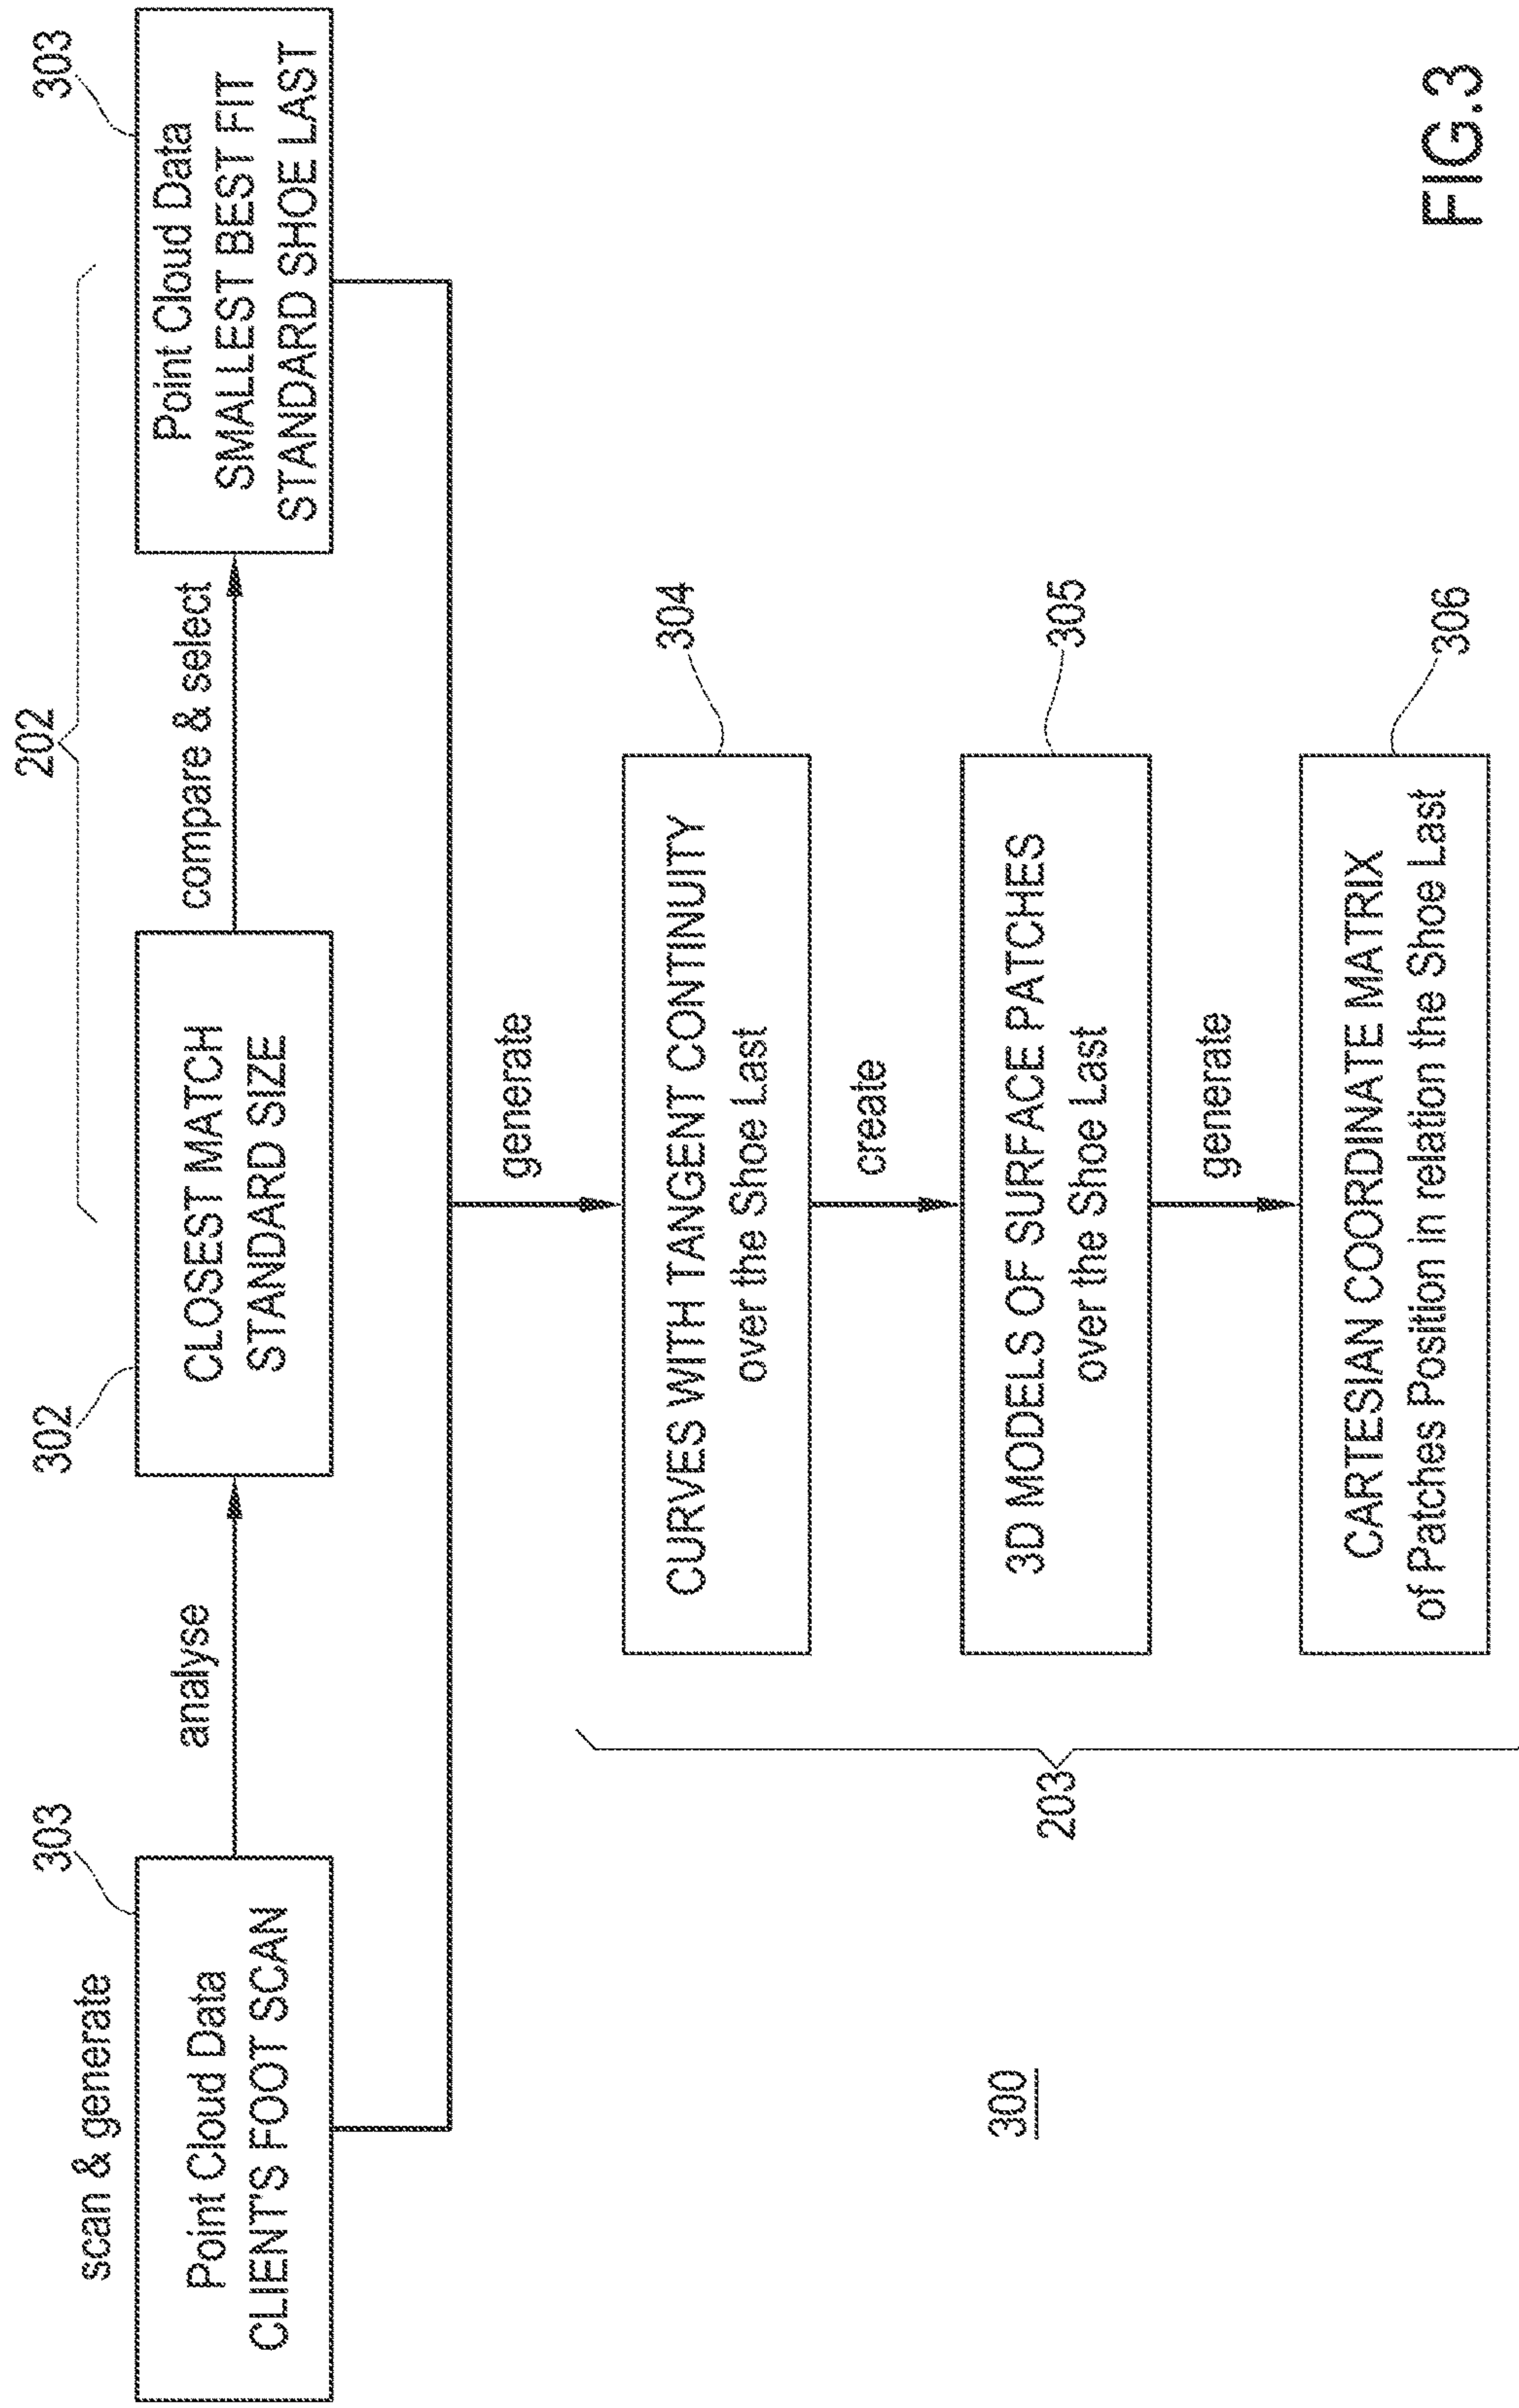 scan & generate
303
Point Cloud Data
CLIENT'S FOOT SCAN
analyse
302
CLOSEST MATCH
STANDARD SIZE
202
compare & select
303
Point Cloud Data
SMALLEST BEST FIT
STANDARD SHOE LAST
generate
304
CURVES WITH TANGENT CONTINUITY
over the Shoe Last
create
305
3D MODELS OF SURFACE PATCHES
over the Shoe Last
203
generate
306
CARTESIAN COORDINATE MATRIX
of Patches Position in relation the Shoe Last
300
FIG.3